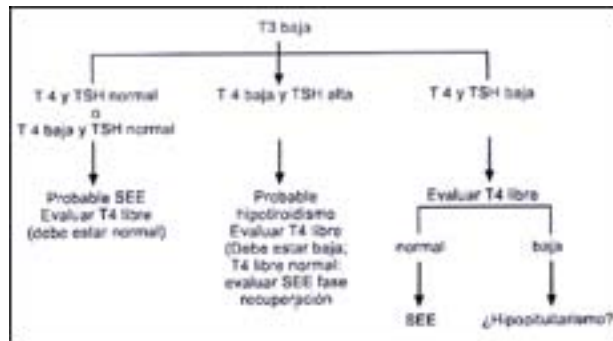 T3 baja
T 4 y TSH normal
o
T 4 baja y TSH normal
T 4 baja y TSH alta
T 4 y TSH baja
Probable SEE
Evaluar T4 libre
(debe estar normal)
Probable
hipotiroidismo
Evaluar T4 libre
(Debe estar baja;
T4 libre normal:
evaluar SEE fase
recuperación
Evaluar T4 libre
normal
baja
SEE
¿Hipopituitarismo?